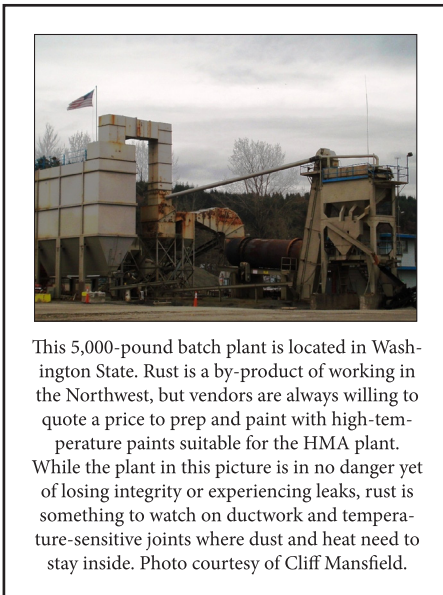 This 5,000-pound batch plant is located in Wash-
ington State. Rust is a by-product of working in
the Northwest, but vendors are always willing to
quote a price to prep and paint with high-tem-
perature paints suitable for the HMA plant.
While the plant in this picture is in no danger yet
of losing integrity or experiencing leaks, rust is
something to watch on ductwork and tempera-
ture-sensitive joints where dust and heat need to
stay inside. Photo courtesy of Cliff Mansfield.